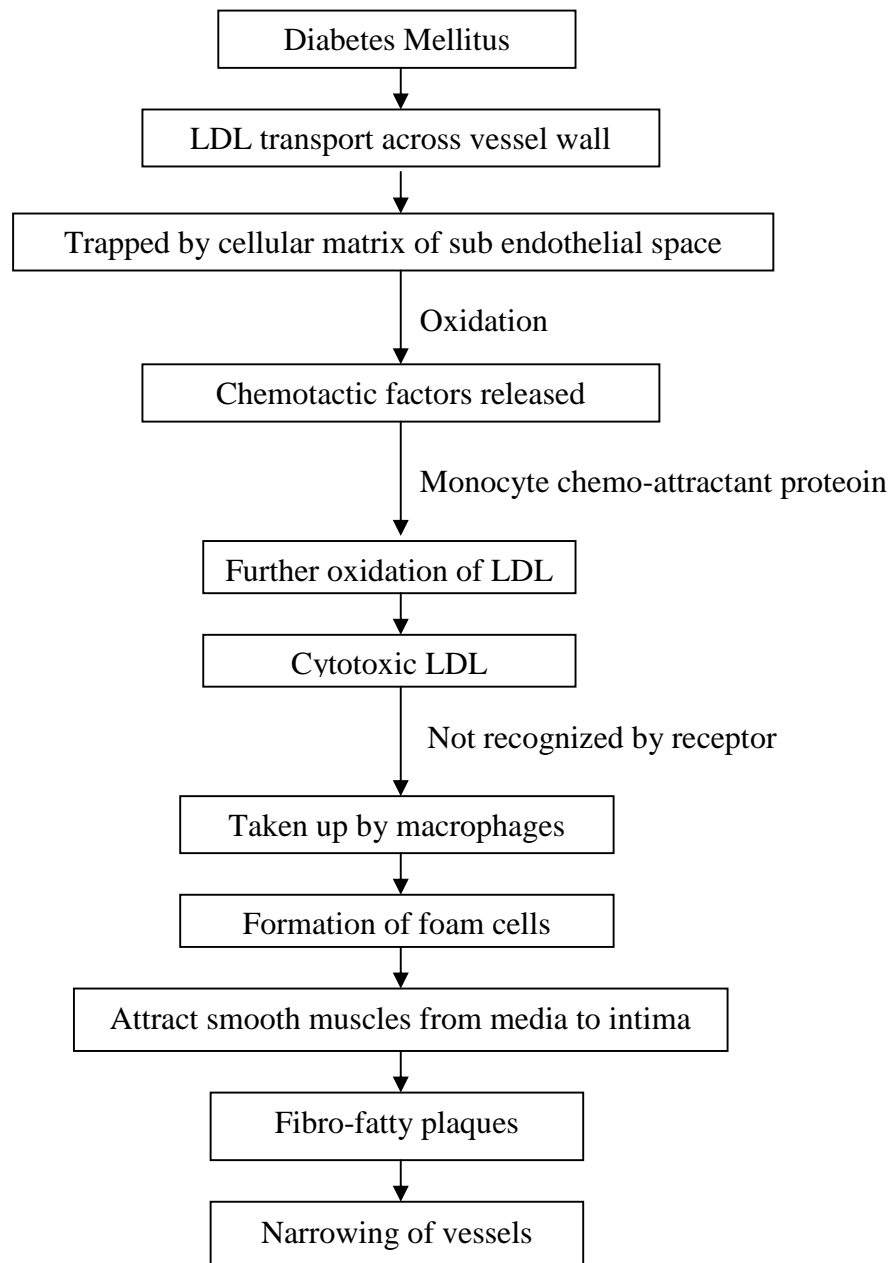 Diabetes Mellitus
LDL transport across vessel wall
Trapped by cellular matrix of sub endothelial space
Oxidation
Chemotactic factors released
Monocyte chemo-attractant proteoin
Further oxidation of LDL
Cytotoxic LDL
Not recognized by receptor
Taken up by macrophages
Formation of foam cells
Attract smooth muscles from media to intima
Fibro-fatty plaques
Narrowing of vessels